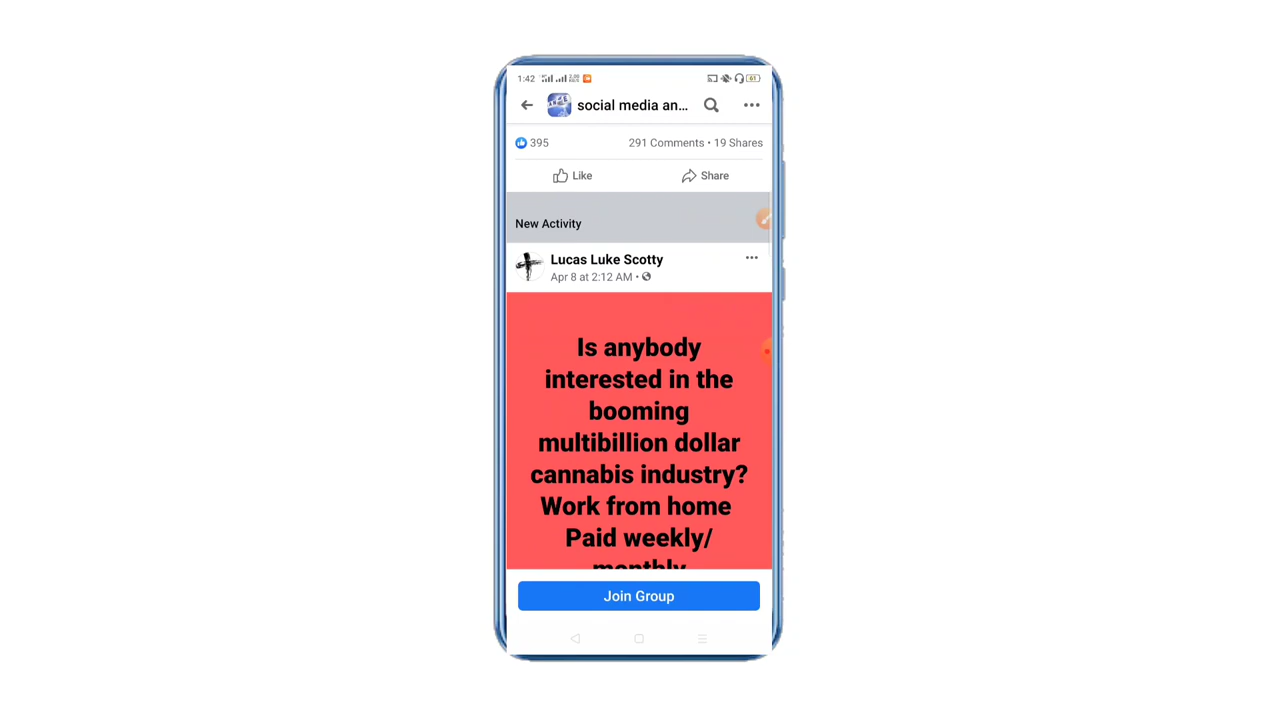 1:42
61
social media an...
395
291 Comments • 19 Shares
Like
Share
New Activity
Lucas Luke Scotty
Apr 8 at 2:12 AM •
Is anybody
interested in the
booming
multibillion dollar
cannabis industry?
Work from home
Paid weekly/
monthly
Join Group